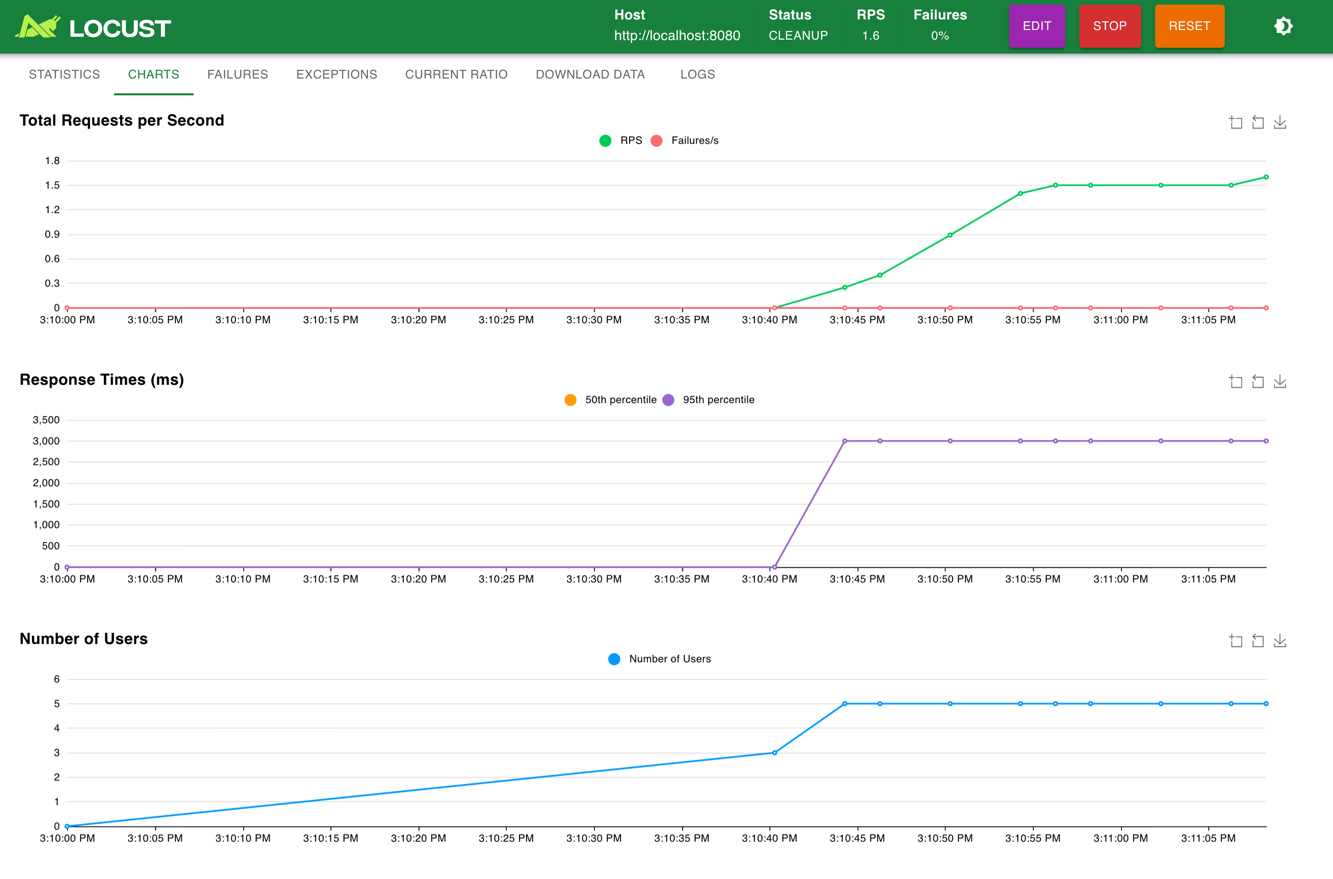 LOCUST
Host
http://localhost:8080
Status
CLEANUP
RPS
1.6
Failures
0%
EDIT
STOP
RESET
STATISTICS CHARTS FAILURES EXCEPTIONS CURRENT RATIO DOWNLOAD DATA LOGS
Total Requests per Second
RPS Failures/s
1.8
1.5
1.2
0.9
0.6
0.3
0
3:10:00 PM 3:10:05 PM 3:10:10 PM 3:10:15 PM 3:10:20 PM 3:10:25 PM 3:10:30 PM 3:10:35 PM 3:10:40 PM 3:10:45 PM 3:10:50 PM 3:10:55 PM 3:11:00 PM 3:11:05 PM
Response Times (ms)
50th percentile 95th percentile
3,500
3,000
2,500
2,000
1,500
1,000
500
0
3:10:00 PM 3:10:05 PM 3:10:10 PM 3:10:15 PM 3:10:20 PM 3:10:25 PM 3:10:30 PM 3:10:35 PM 3:10:40 PM 3:10:45 PM 3:10:50 PM 3:10:55 PM 3:11:00 PM 3:11:05 PM
Number of Users
Number of Users
6
5
4
3
2
1
0
3:10:00 PM 3:10:05 PM 3:10:10 PM 3:10:15 PM 3:10:20 PM 3:10:25 PM 3:10:30 PM 3:10:35 PM 3:10:40 PM 3:10:45 PM 3:10:50 PM 3:10:55 PM 3:11:00 PM 3:11:05 PM